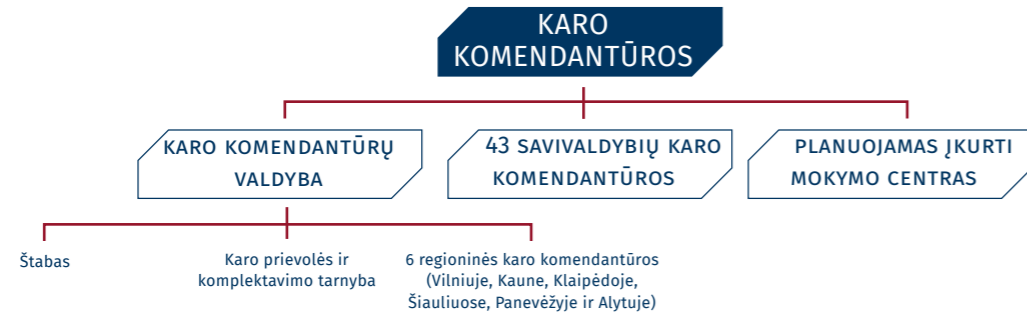 KARO
KOMENDANTŪROS
KARO KOMENDANTŪRŲ
VALDYBA
43 SAVIVALDYBIŲ KARO
KOMENDANTŪROS
PLANUOJAMAS ĮKURTI
MOKYMO CENTRAS
Štabas
Karo prievolės ir
komplektavimo tarnyba
6 regioninės karo komendantūros
(Vilniuje, Kaune, Klaipėdoje,
Šiauliuose, Panevėžyje ir Alytuje)